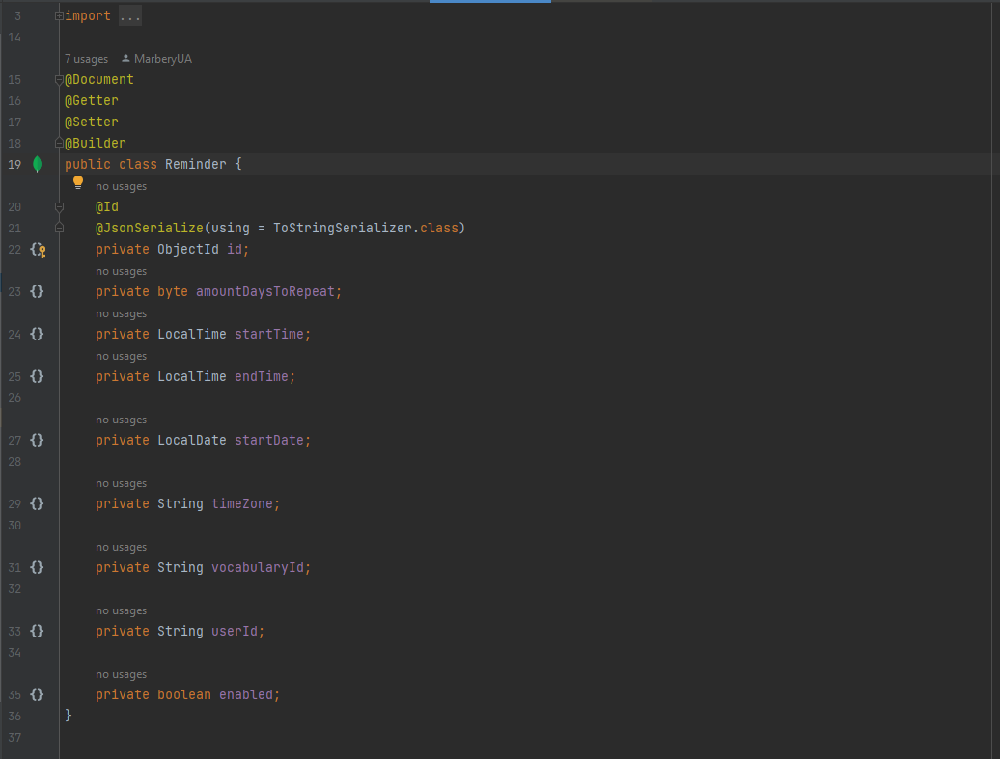 3 import ...
14
7 usages MarberyUA
15 @Document
16 @Getter
17 @Setter
18 @Builder
19 public class Reminder {
no usages
20 @Id
21 @JsonSerialize(using = ToStringSerializer.class)
22 private ObjectId id;
no usages
23 private byte amountDaysToRepeat;
no usages
24 private LocalTime startTime;
no usages
25 private LocalTime endTime;
26
no usages
27 private LocalDate startDate;
28
no usages
29 private String timeZone;
30
no usages
31 private String vocabularyId;
32
no usages
33 private String userId;
34
no usages
35 private boolean enabled;
36 }
37